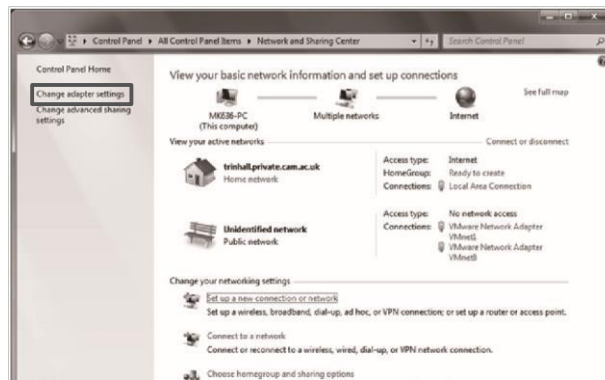 Control Panel ▸ All Control Panel Items ▸ Network and Sharing Center
Search Control Panel
Control Panel Home
Change adapter settings
Change advanced sharing
settings
View your basic network information and set up connections
See full map
MK636-PC
(This computer)
Multiple networks
Internet
View your active networks
Connect or disconnect
trinhall.private.cam.ac.uk
Home network
Access type: Internet
HomeGroup: Ready to create
Connections: Local Area Connection
Unidentified network
Public network
Access type: No network access
Connections: VMware Network Adapter
VMnet1
VMware Network Adapter
VMnet8
Change your networking settings
Set up a new connection or network
Set up a wireless, broadband, dial-up, ad hoc, or VPN connection; or set up a router or access point.
Connect to a network
Connect or reconnect to a wireless, wired, dial-up, or VPN network connection.
Choose homegroup and sharing options